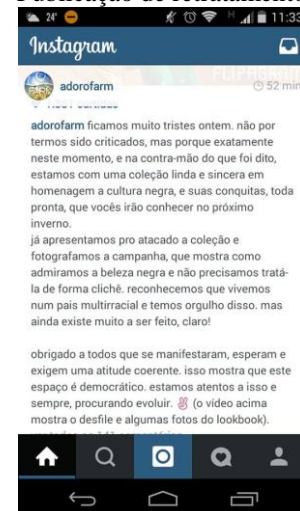 24°
11:33
Instagram
FLIPAGRAM
adorofarm
52 min
adorofarm ficamos muito tristes ontem. não por
termos sido criticados, mas porque exatamente
neste momento, e na contra-mão do que foi dito,
estamos com uma coleção linda e sincera em
homenagem a cultura negra, e suas conquitas, toda
pronta, que vocês irão conhecer no próximo
inverno.
já apresentamos pro atacado a coleção e
fotografamos a campanha, que mostra como
admiramos a beleza negra e não precisamos tratá-
la de forma clichê. reconhecemos que vivemos
num pais multirracial e temos orgulho disso. mas
ainda existe muito a ser feito, claro!
obrigado a todos que se manifestaram, esperam e
exigem uma atitude coerente. isso mostra que este
espaço é democrático. estamos atentos a isso e
sempre, procurando evoluir. ✌ (o vídeo acima
mostra o desfile e algumas fotos do lookbook).